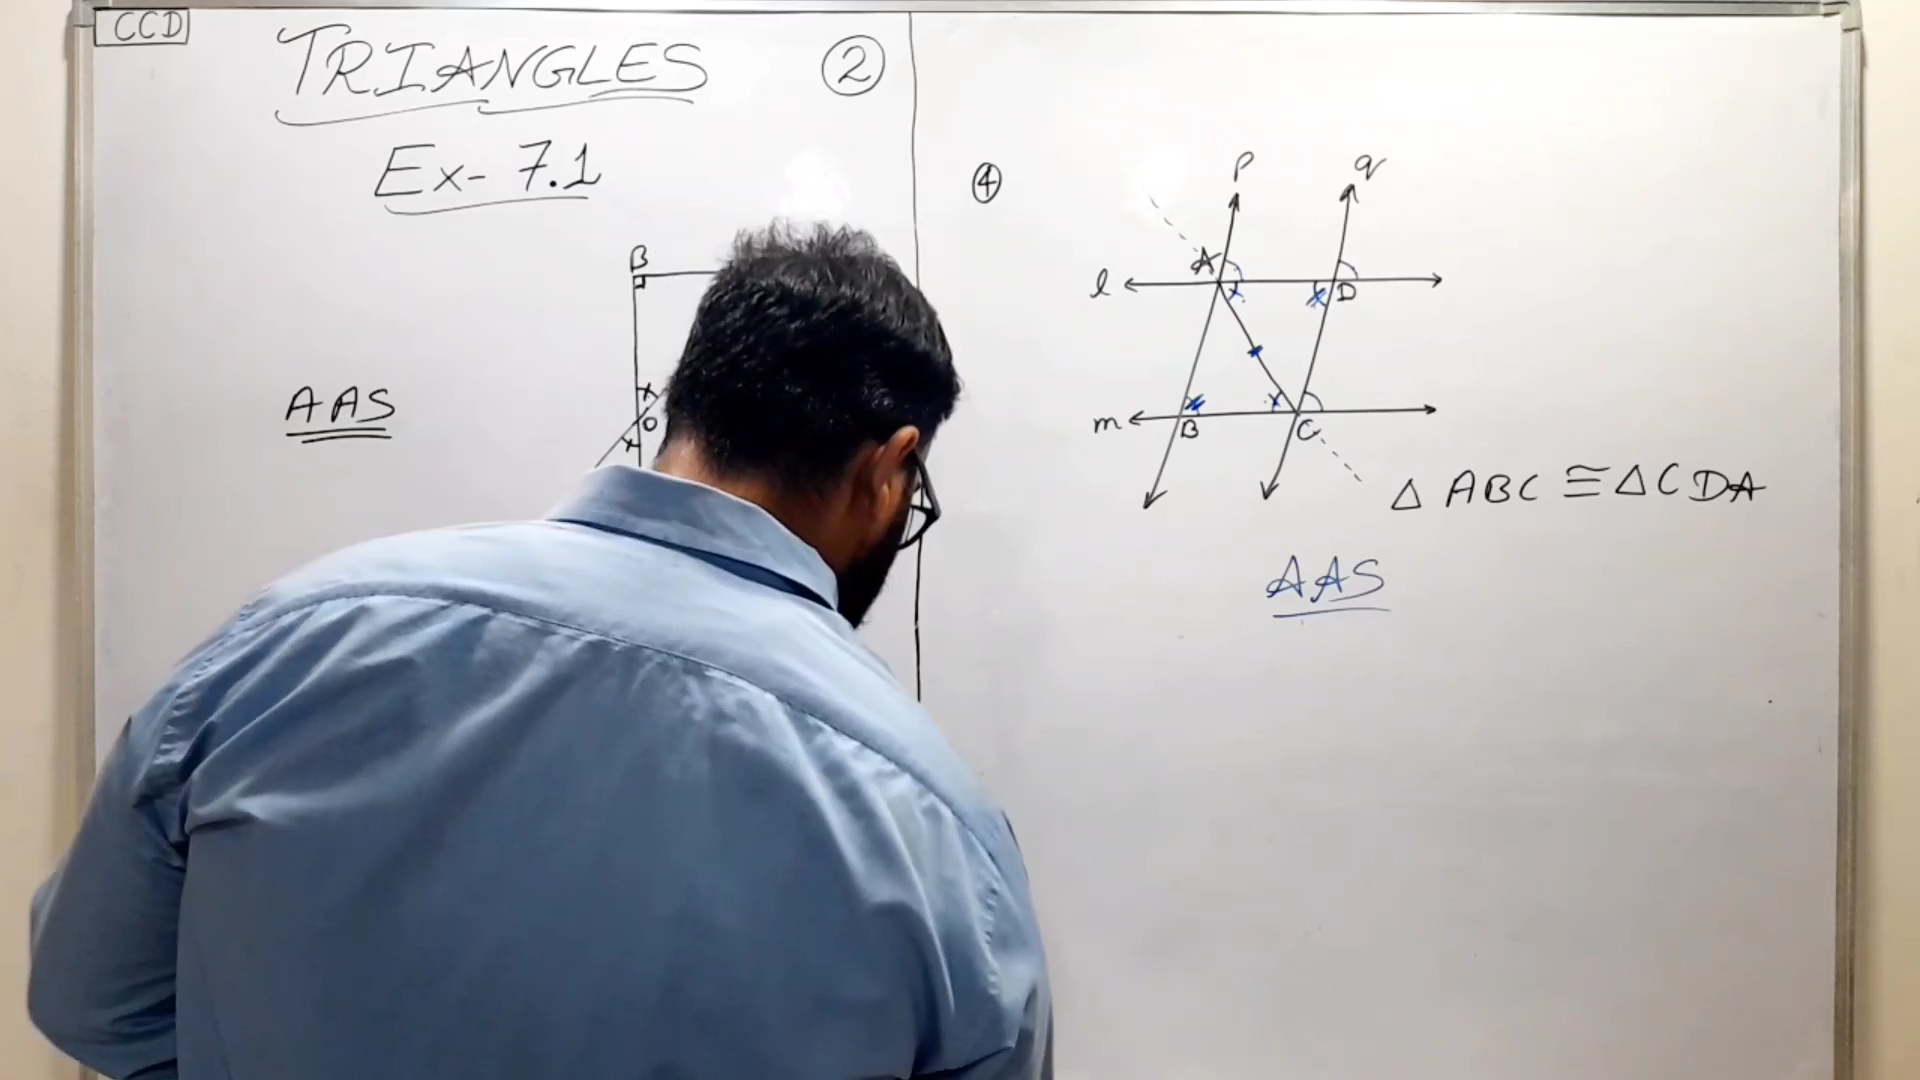 CCD
TRIANGLES
②
Ex- 7.1
B
AAS
x
O
x
④
p
q
A
l
x
x
D
x
x
m
B
C
△ ABC ≅ △ CDA
AAS